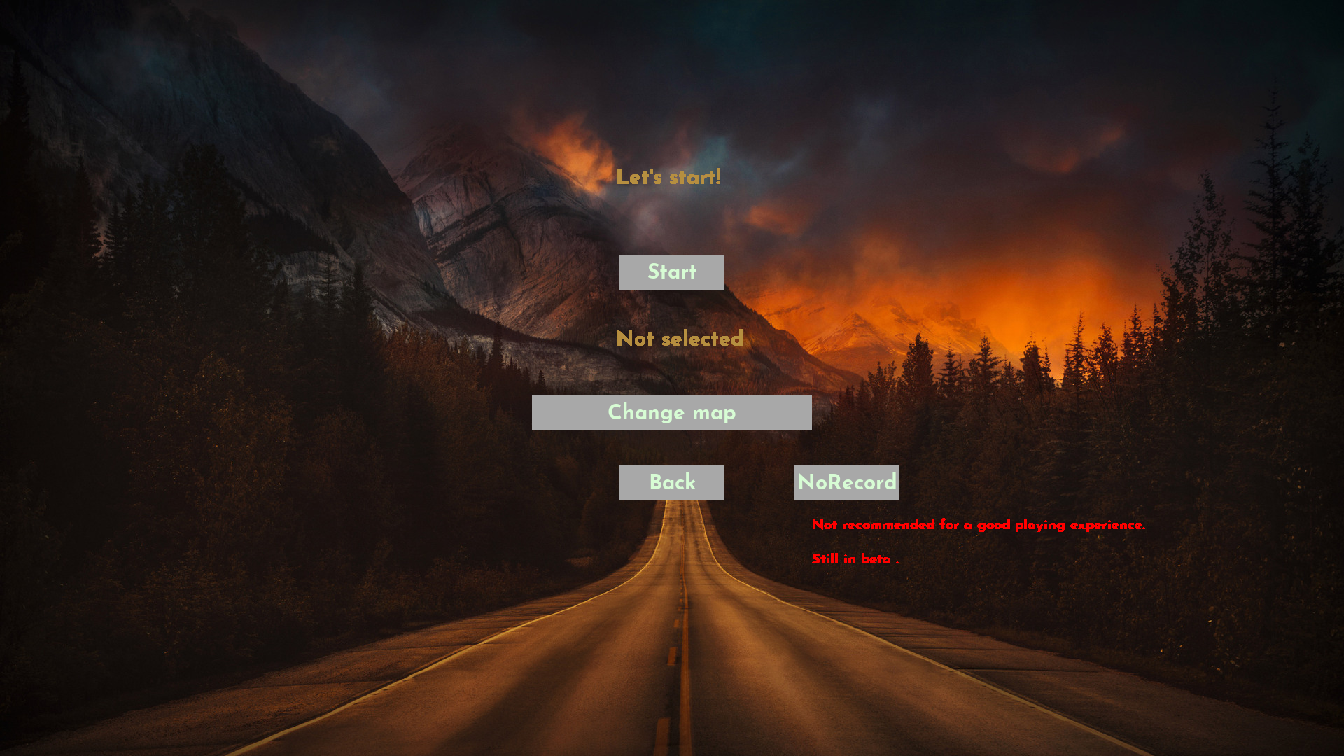 Let's start!
Start
Not selected
Change map
Back
NoRecord
Not recommended for a good playing experience.
Still in beta .